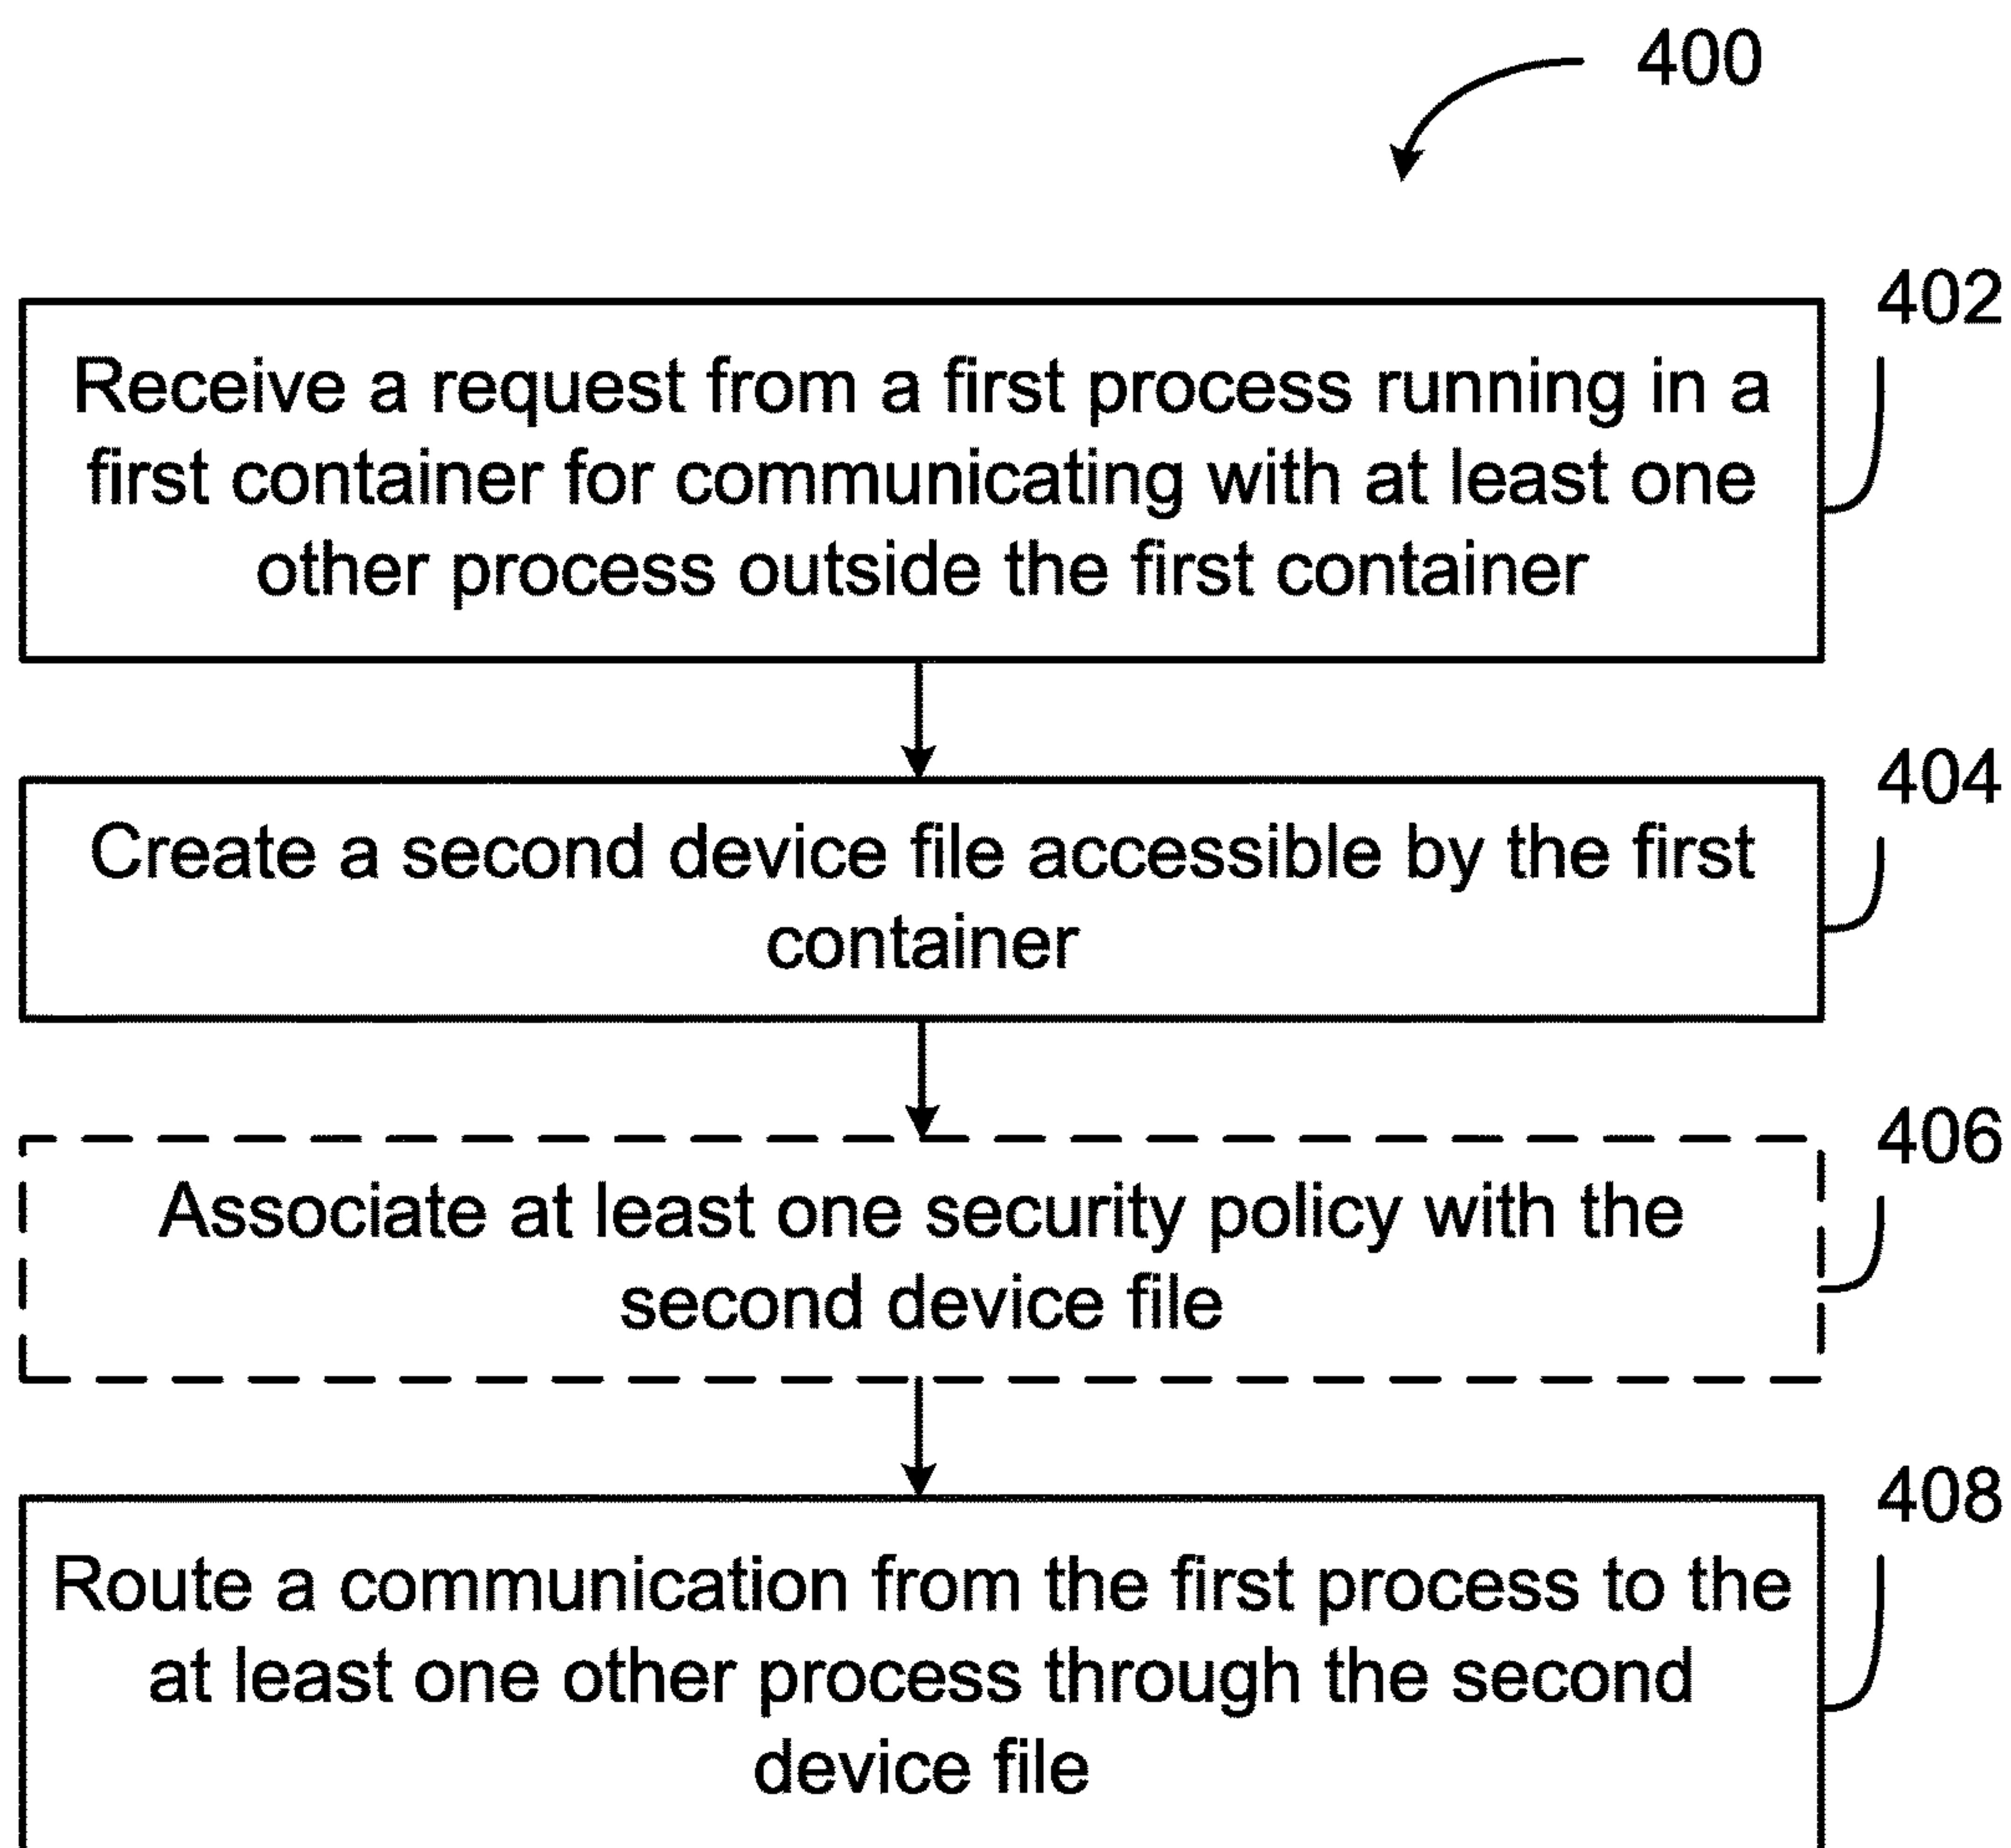 400
402
Receive a request from a first process running in a
first container for communicating with at least one
other process outside the first container
404
Create a second device file accessible by the first
container
406
Associate at least one security policy with the
second device file
408
Route a communication from the first process to the
at least one other process through the second
device file